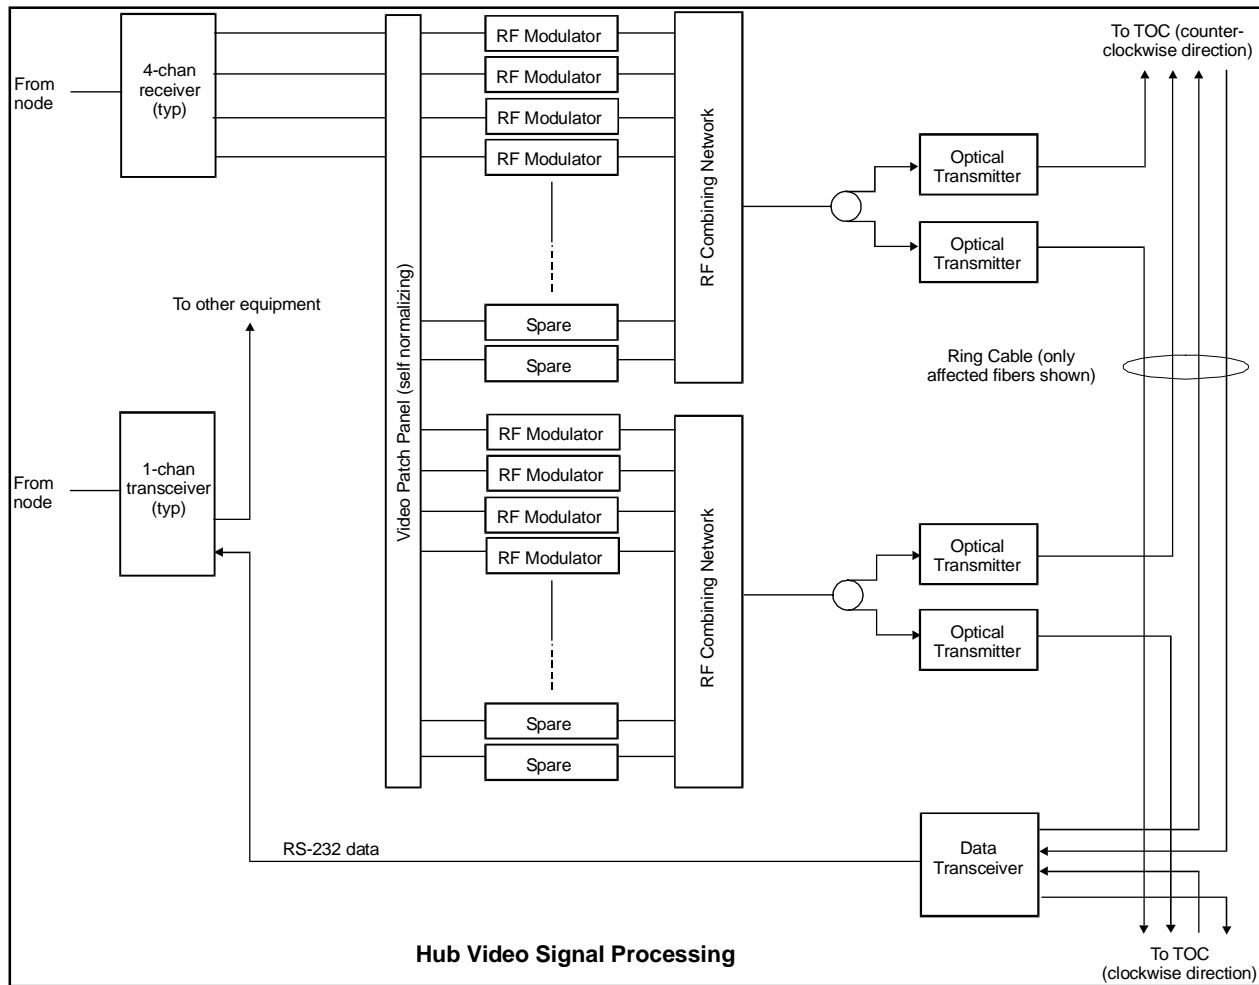 From
node
4-chan
receiver
(typ)
RF Modulator
RF Modulator
RF Modulator
RF Modulator
Spare
Spare
RF Combining Network
Optical
Transmitter
Optical
Transmitter
To TOC (counter-
clockwise direction)
Video Patch Panel (self normalizing)
To other equipment
Ring Cable (only
affected fibers shown)
From
node
1-chan
transceiver
(typ)
RF Modulator
RF Modulator
RF Modulator
RF Modulator
Spare
Spare
RF Combining Network
Optical
Transmitter
Optical
Transmitter
RS-232 data
Data
Transceiver
To TOC
(clockwise direction)
Hub Video Signal Processing